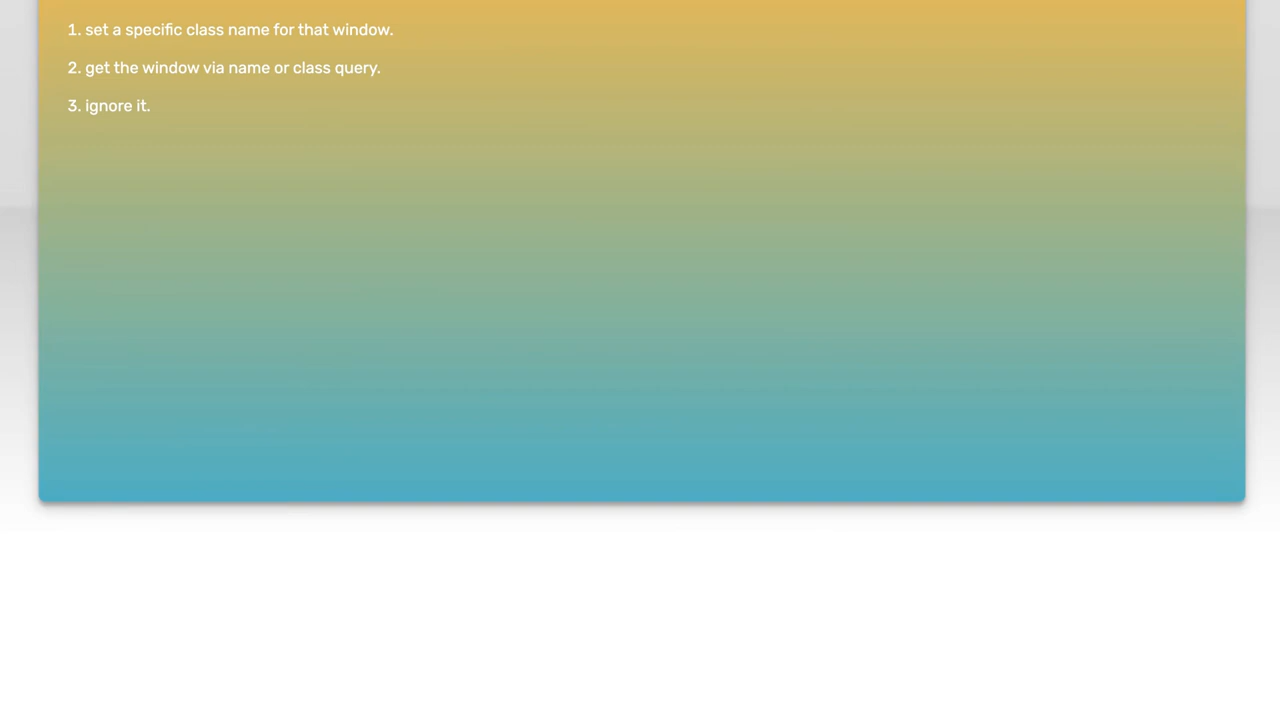 1. set a specific class name for that window.
2. get the window via name or class query.
3. ignore it.